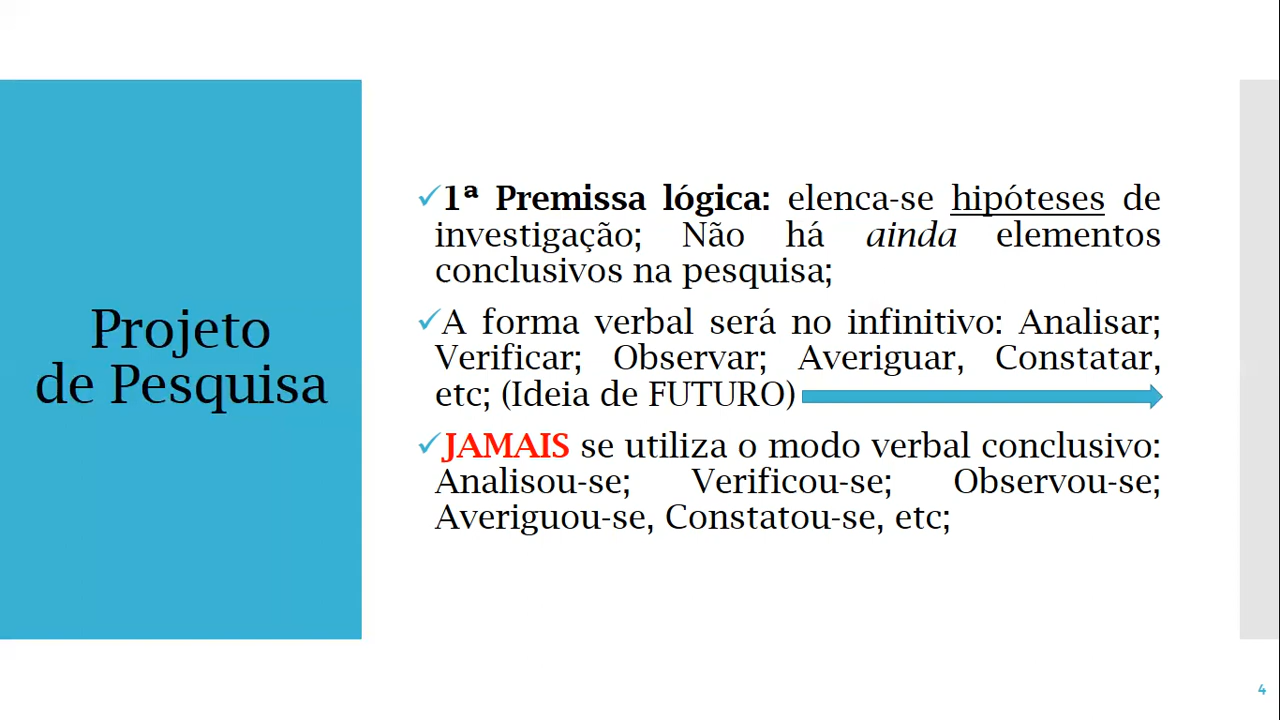 Projeto
de Pesquisa
✓1ª Premissa lógica: elenca-se hipóteses de
investigação; Não há ainda elementos
conclusivos na pesquisa;
✓A forma verbal será no infinitivo: Analisar;
Verificar; Observar; Averiguar, Constatar,
etc; (Ideia de FUTURO)
✓JAMAIS se utiliza o modo verbal conclusivo:
Analisou-se; Verificou-se; Observou-se;
Averiguou-se, Constatou-se, etc;
4